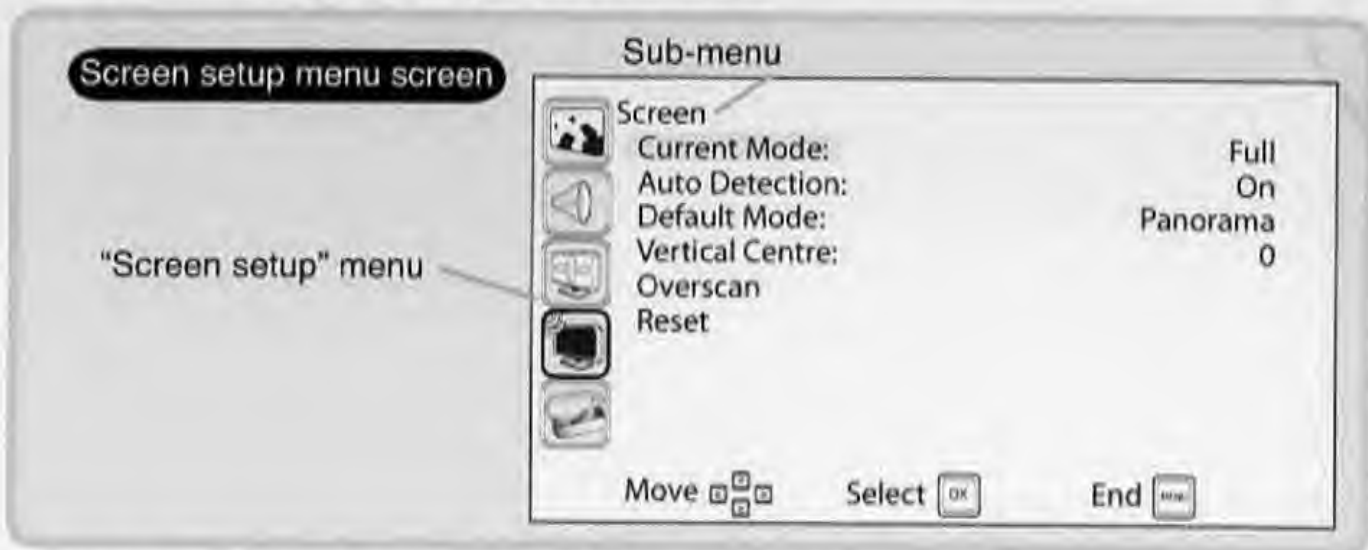 Screen setup menu screen
Sub-menu
"Screen setup" menu
Screen
Current Mode: Full
Auto Detection: On
Default Mode: Panorama
Vertical Centre: 0
Overscan
Reset
Move Select OK End MENU